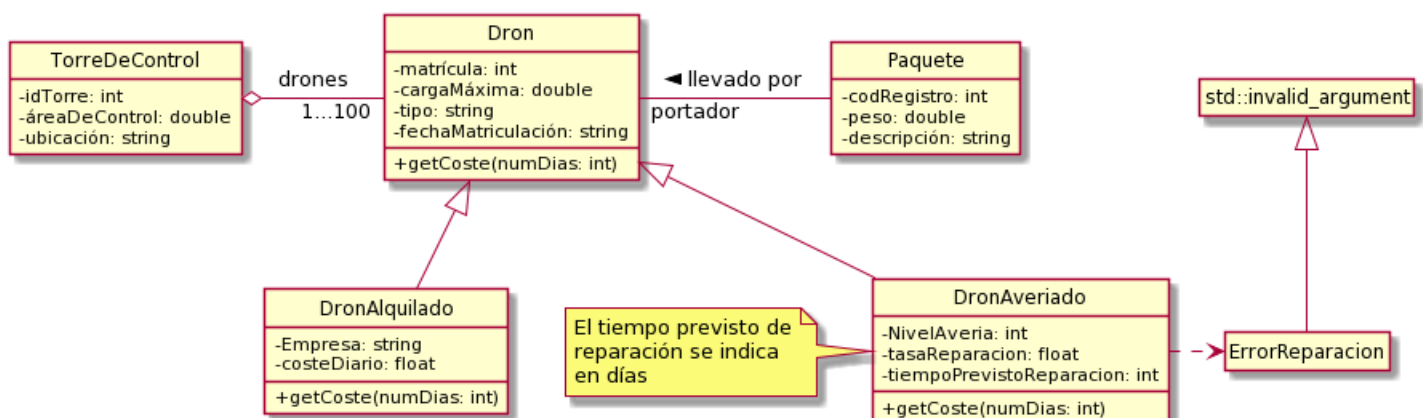 TorreDeControl
-idTorre: int
-áreaDeControl: double
-ubicación: string
drones
1...100
Dron
-matrícula: int
-cargaMáxima: double
-tipo: string
-fechaMatriculación: string
+getCoste(numDias: int)
◄ llevado por
portador
Paquete
-codRegistro: int
-peso: double
-descripción: string
std::invalid_argument
DronAlquilado
-Empresa: string
-costeDiario: float
+getCoste(numDias: int)
El tiempo previsto de
reparación se indica
en días
DronAveriado
-NivelAveria: int
-tasaReparacion: float
-tiempoPrevistoReparacion: int
+getCoste(numDias: int)
ErrorReparacion